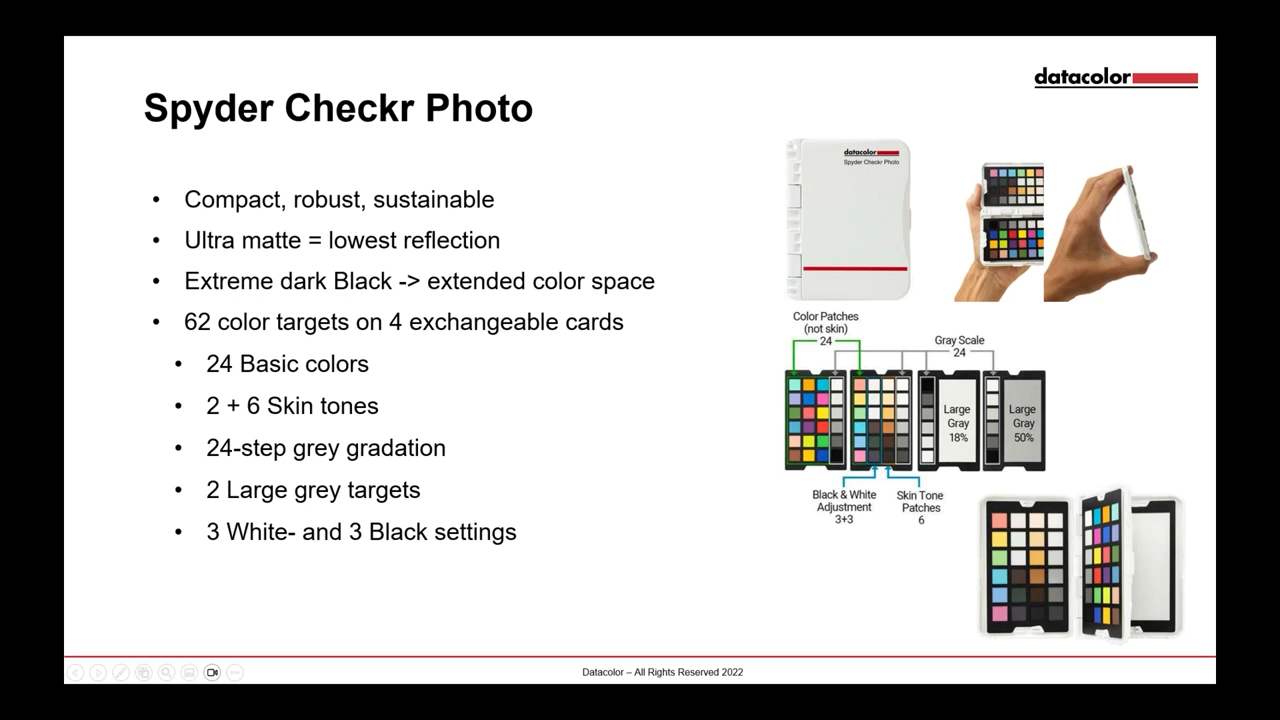 datacolor
Spyder Checkr Photo
• Compact, robust, sustainable
• Ultra matte = lowest reflection
• Extreme dark Black -> extended color space
• 62 color targets on 4 exchangeable cards
• 24 Basic colors
• 2 + 6 Skin tones
• 24-step grey gradation
• 2 Large grey targets
• 3 White- and 3 Black settings
datacolor
Spyder Checkr Photo
Color Patches
(not skin)
24
Gray Scale
24
Large
Gray
18%
Large
Gray
50%
Black & White
Adjustment
3+3
Skin Tone
Patches
6
Datacolor – All Rights Reserved 2022